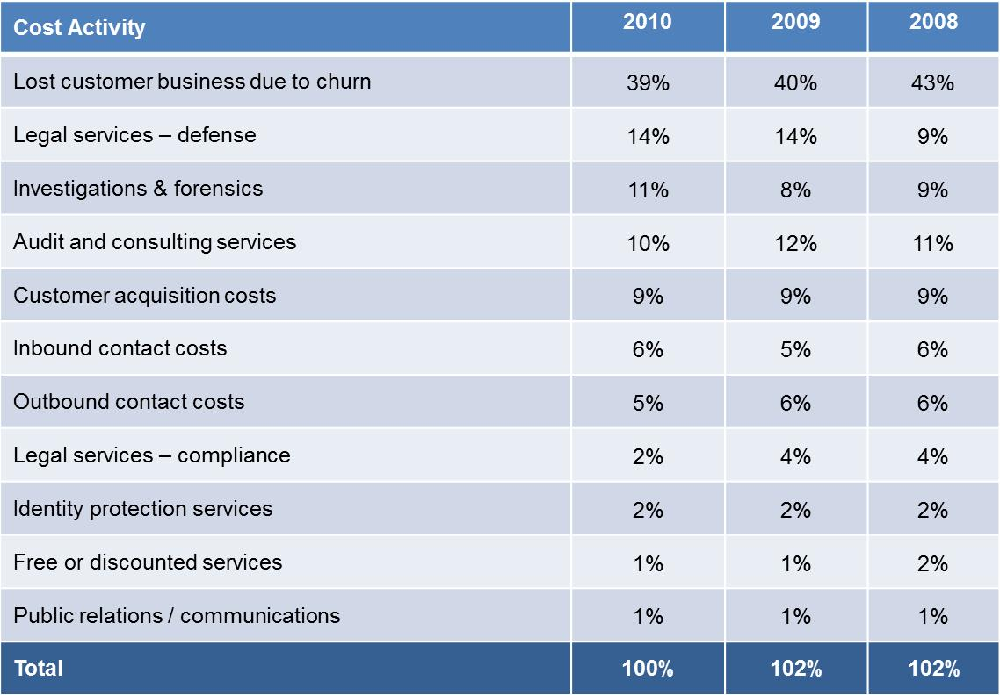 Cost Activity 2010 2009 2008
Lost customer business due to churn 39% 40% 43%
Legal services – defense 14% 14% 9%
Investigations & forensics 11% 8% 9%
Audit and consulting services 10% 12% 11%
Customer acquisition costs 9% 9% 9%
Inbound contact costs 6% 5% 6%
Outbound contact costs 5% 6% 6%
Legal services – compliance 2% 4% 4%
Identity protection services 2% 2% 2%
Free or discounted services 1% 1% 2%
Public relations / communications 1% 1% 1%
Total 100% 102% 102%